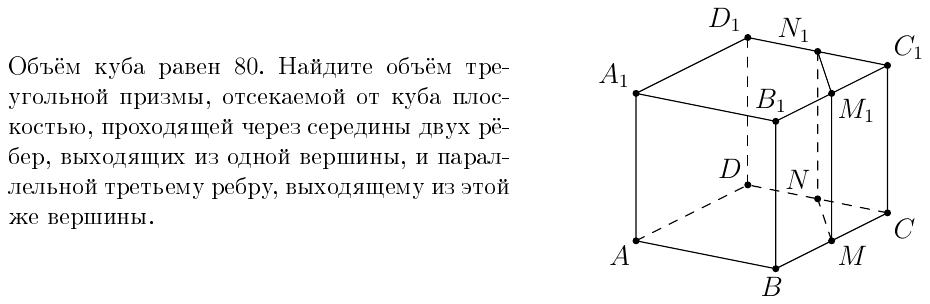 Объём куба равен 80. Найдите объём тре-
угольной призмы, отсекаемой от куба плос-
костью, проходящей через середины двух рё-
бер, выходящих из одной вершины, и парал-
лельной третьему ребру, выходящему из этой
же вершины.
D₁ N₁
C₁
A₁
B₁
M₁
D N
C
A M
B